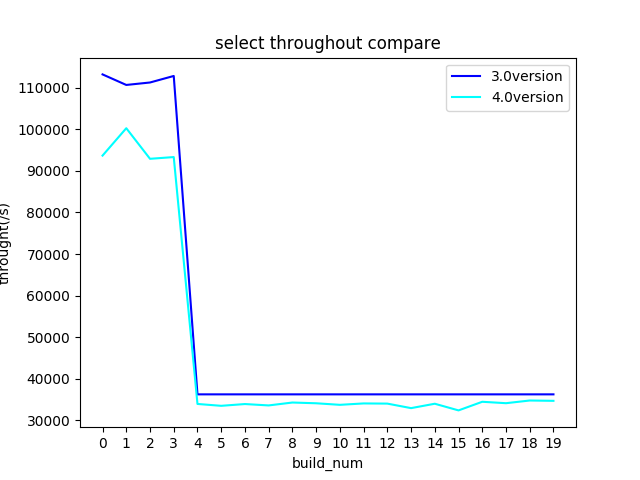 select throughout compare
3.0version
4.0version
110000
100000
90000
80000
70000
60000
50000
40000
30000
throught(/s)
0 1 2 3 4 5 6 7 8 9 10 11 12 13 14 15 16 17 18 19
build_num